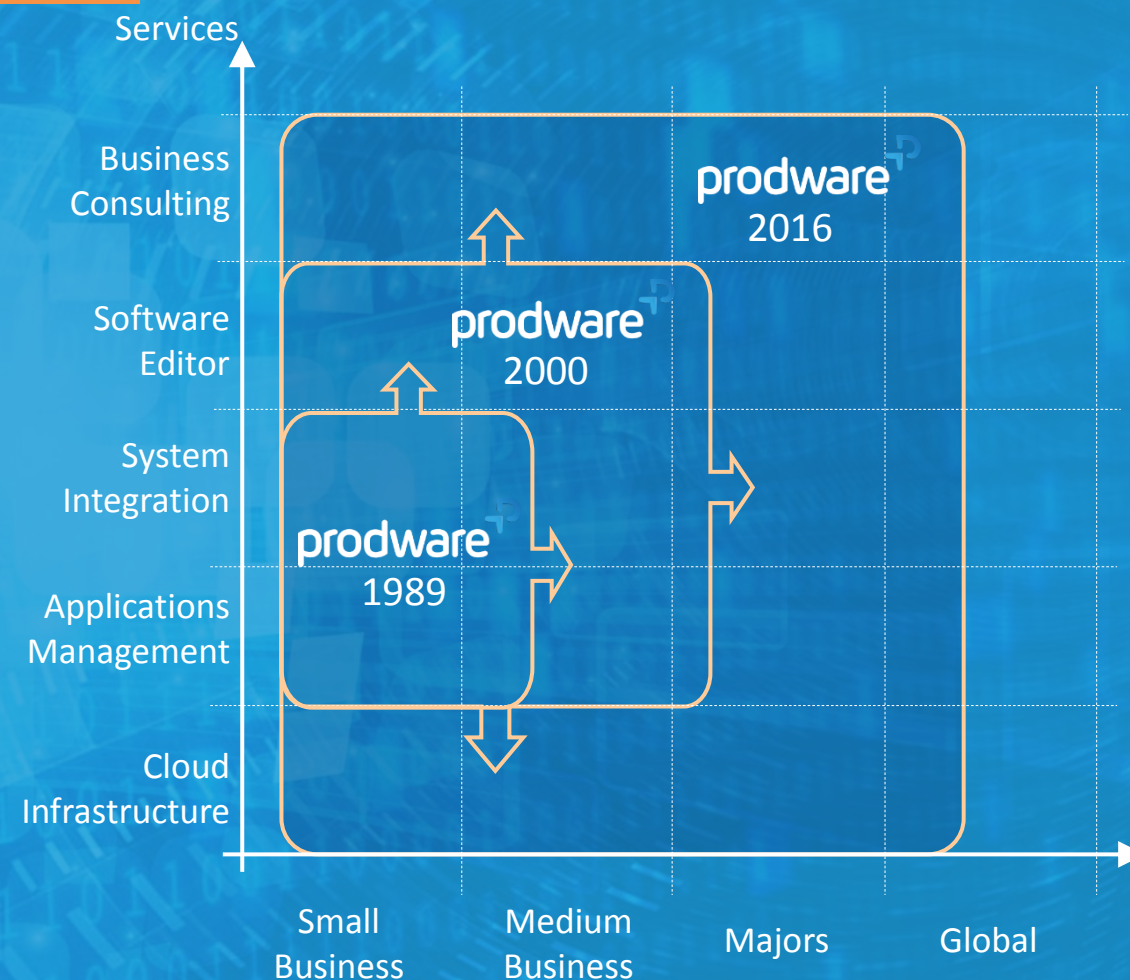 Services
Business
Consulting
prodware
2016
Software
Editor
prodware
2000
System
Integration
prodware
1989
Applications
Management
Cloud
Infrastructure
Small
Business
Medium
Business
Majors
Global